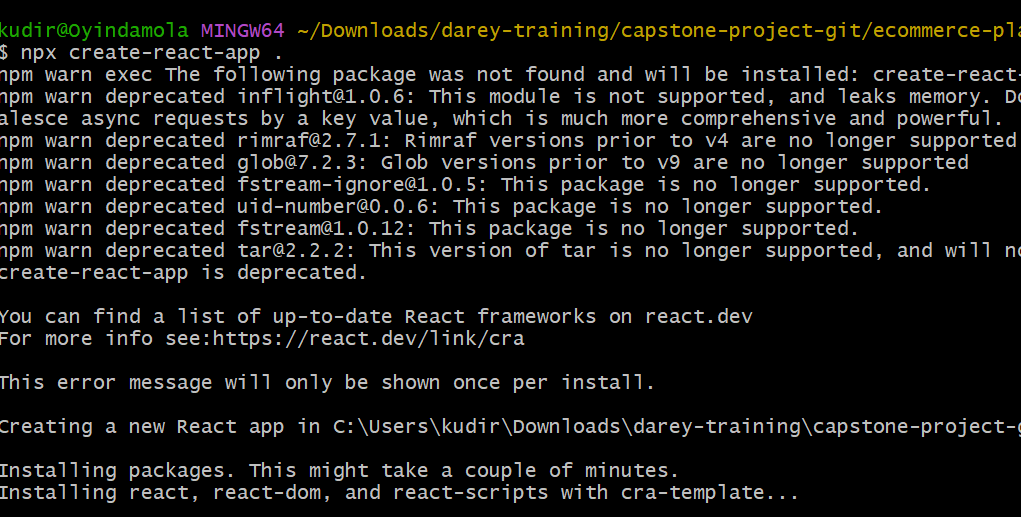 kudir@Oyindamola MINGW64 ~/Downloads/darey-training/capstone-project-git/ecommerce-pla
$ npx create-react-app .
npm warn exec The following package was not found and will be installed: create-react-
npm warn deprecated inflight@1.0.6: This module is not supported, and leaks memory. Do
alesce async requests by a key value, which is much more comprehensive and powerful.
npm warn deprecated rimraf@2.7.1: Rimraf versions prior to v4 are no longer supported
npm warn deprecated glob@7.2.3: Glob versions prior to v9 are no longer supported
npm warn deprecated fstream-ignore@1.0.5: This package is no longer supported.
npm warn deprecated uid-number@0.0.6: This package is no longer supported.
npm warn deprecated fstream@1.0.12: This package is no longer supported.
npm warn deprecated tar@2.2.2: This version of tar is no longer supported, and will no
create-react-app is deprecated.
You can find a list of up-to-date React frameworks on react.dev
For more info see:https://react.dev/link/cra
This error message will only be shown once per install.
Creating a new React app in C:\Users\kudir\Downloads\darey-training\capstone-project-g
Installing packages. This might take a couple of minutes.
Installing react, react-dom, and react-scripts with cra-template...